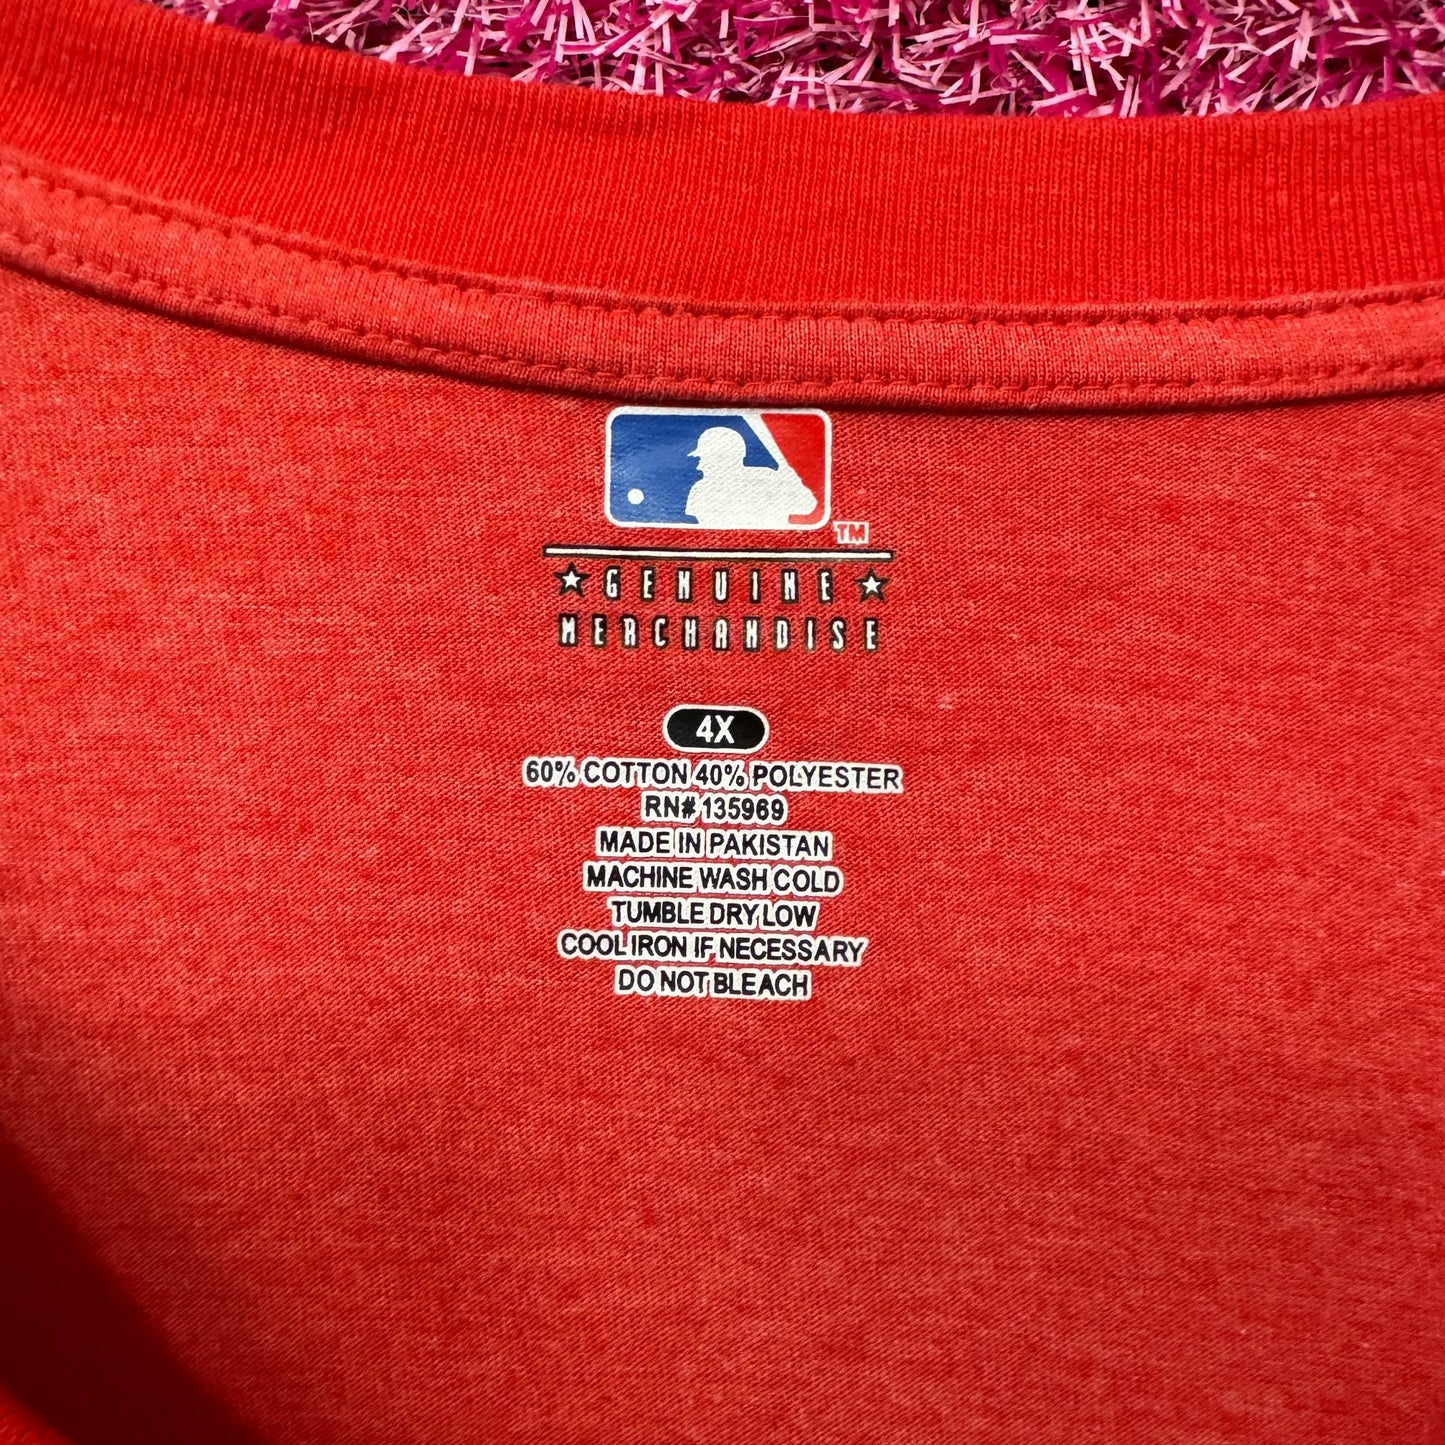 TM
GENUINE
MERCHANDISE
4X
60% COTTON 40% POLYESTER
RN# 135969
MADE IN PAKISTAN
MACHINE WASH COLD
TUMBLE DRY LOW
COOL IRON IF NECESSARY
DO NOT BLEACH